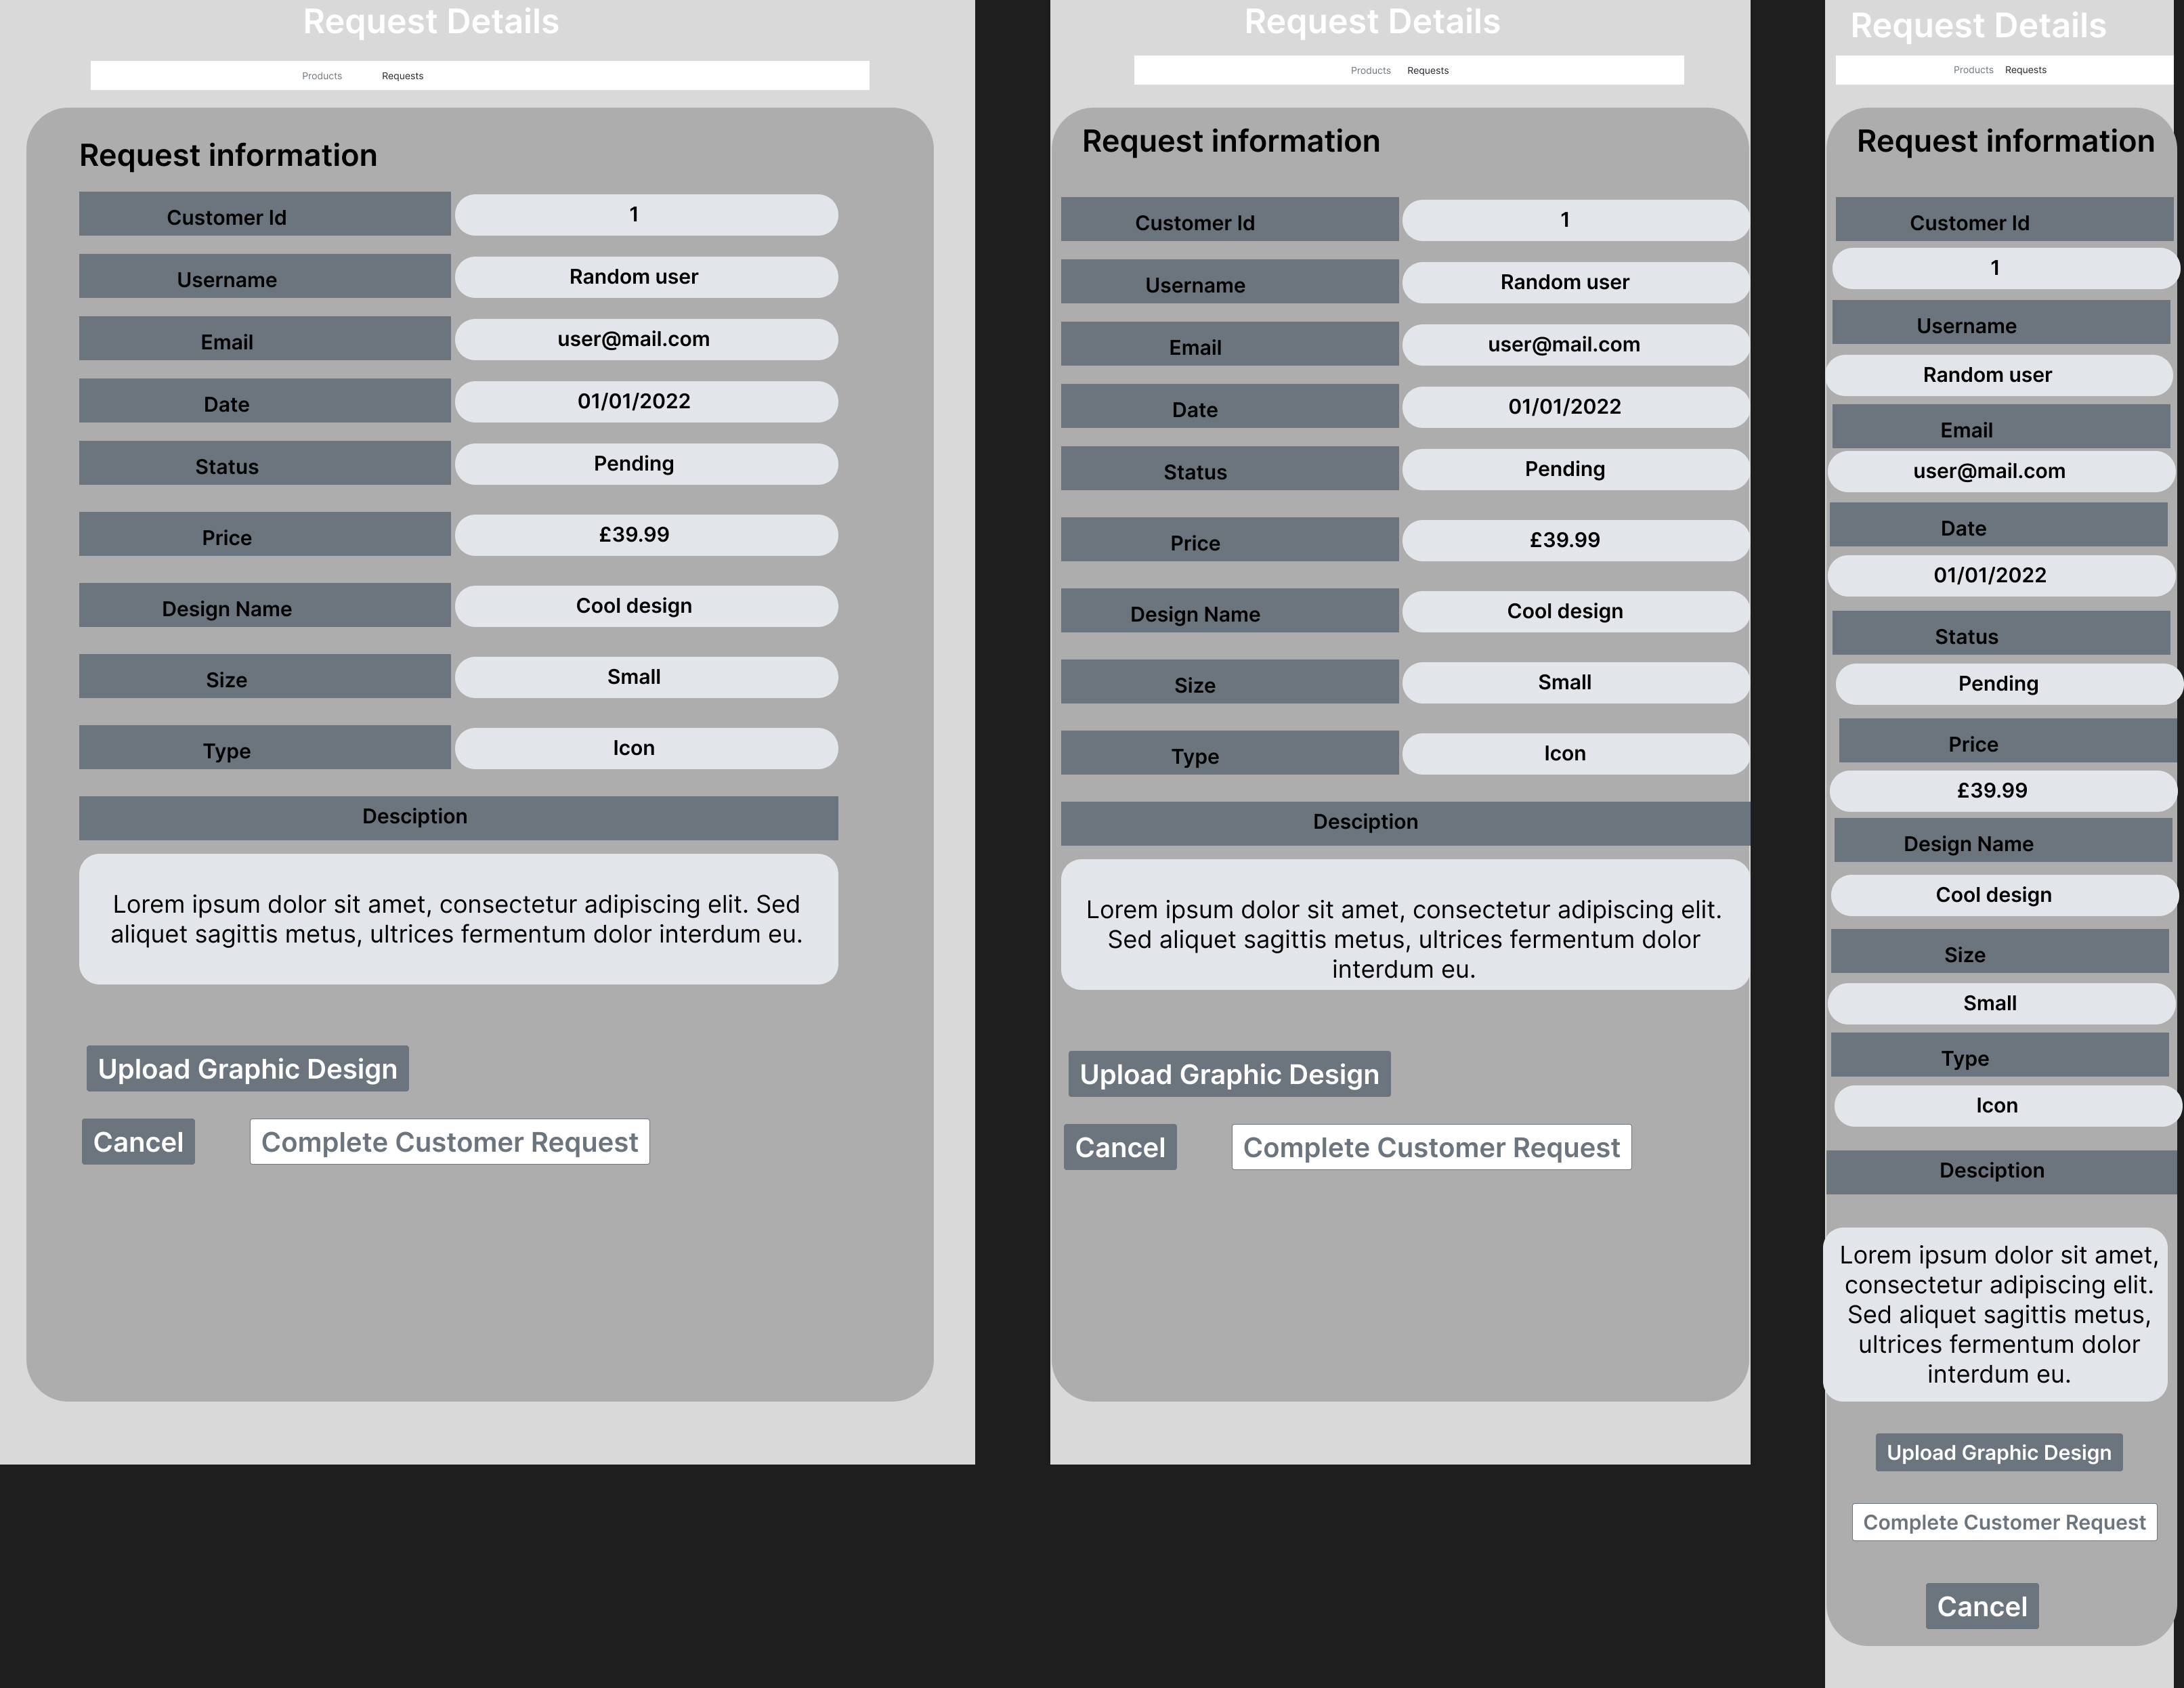 Request Details
Products Requests
Request information
Customer Id 1
Username Random user
Email user@mail.com
Date 01/01/2022
Status Pending
Price £39.99
Design Name Cool design
Size Small
Type Icon
Desciption
Lorem ipsum dolor sit amet, consectetur adipiscing elit. Sed
aliquet sagittis metus, ultrices fermentum dolor interdum eu.
Upload Graphic Design
Cancel Complete Customer Request
Request Details
Products Requests
Request information
Customer Id 1
Username Random user
Email user@mail.com
Date 01/01/2022
Status Pending
Price £39.99
Design Name Cool design
Size Small
Type Icon
Desciption
Lorem ipsum dolor sit amet, consectetur adipiscing elit.
Sed aliquet sagittis metus, ultrices fermentum dolor
interdum eu.
Upload Graphic Design
Cancel Complete Customer Request
Request Details
Products Requests
Request information
Customer Id
1
Username
Random user
Email
user@mail.com
Date
01/01/2022
Status
Pending
Price
£39.99
Design Name
Cool design
Size
Small
Type
Icon
Desciption
Lorem ipsum dolor sit amet,
consectetur adipiscing elit.
Sed aliquet sagittis metus,
ultrices fermentum dolor
interdum eu.
Upload Graphic Design
Complete Customer Request
Cancel